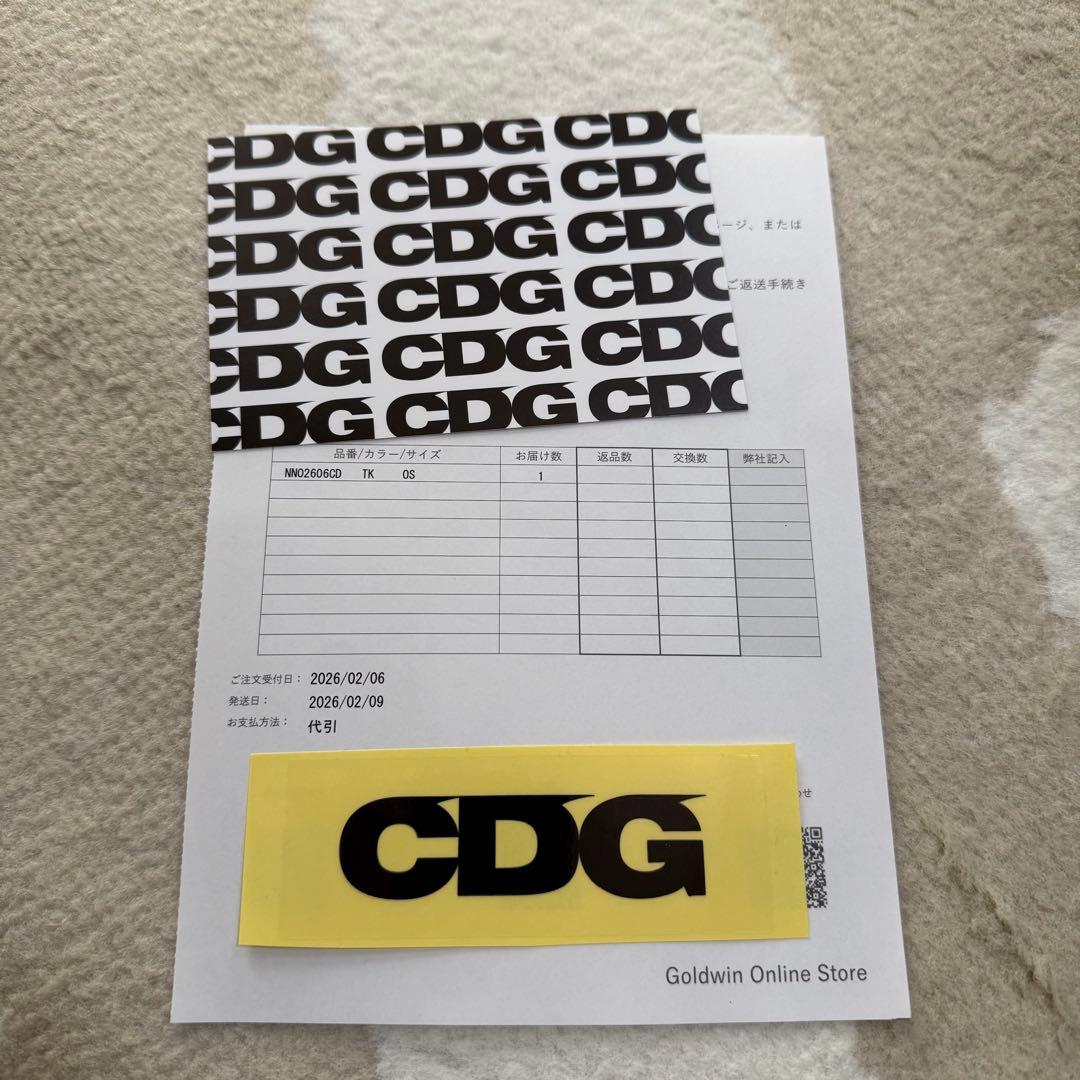 CDG CDG CDG
CDG CDG CDG
CDG CDG CDG
CDG CDG CDG
CDG CDG CDG
CDG CDG CDG
ージ、または
ご返送手続き
品番/カラー/サイズ お届け数 返品数 交換数 弊社記入
NN02606CD TK OS 1
ご注文受付日： 2026/02/06
発送日： 2026/02/09
お支払方法： 代引
わせ
CDG
Goldwin Online Store